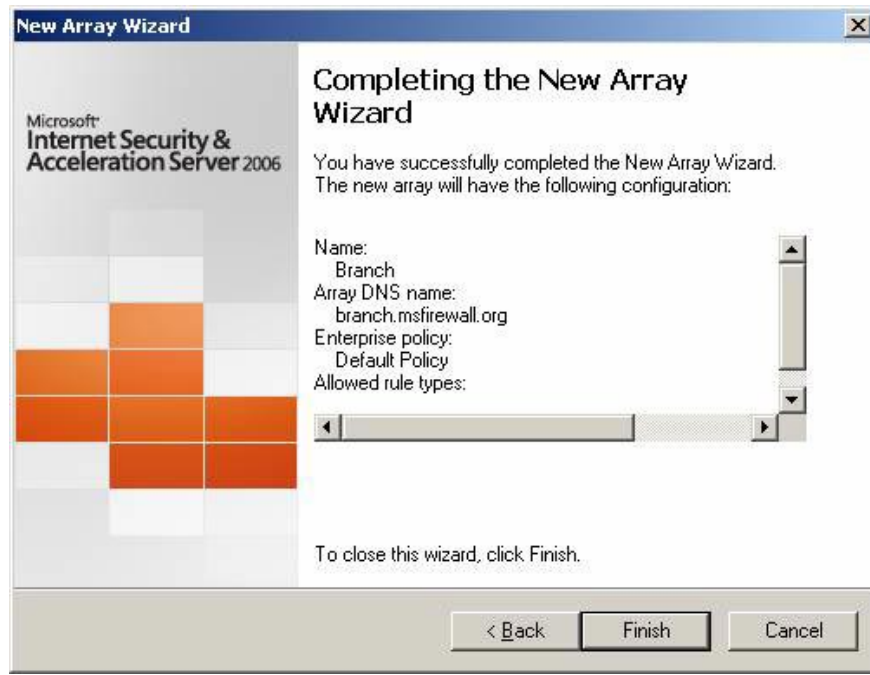 New Array Wizard
Microsoft
Internet Security &
Acceleration Server 2006
Completing the New Array
Wizard
You have successfully completed the New Array Wizard.
The new array will have the following configuration:
Name:
Branch
Array DNS name:
branch.msfirewall.org
Enterprise policy:
Default Policy
Allowed rule types:
To close this wizard, click Finish.
< Back
Finish
Cancel